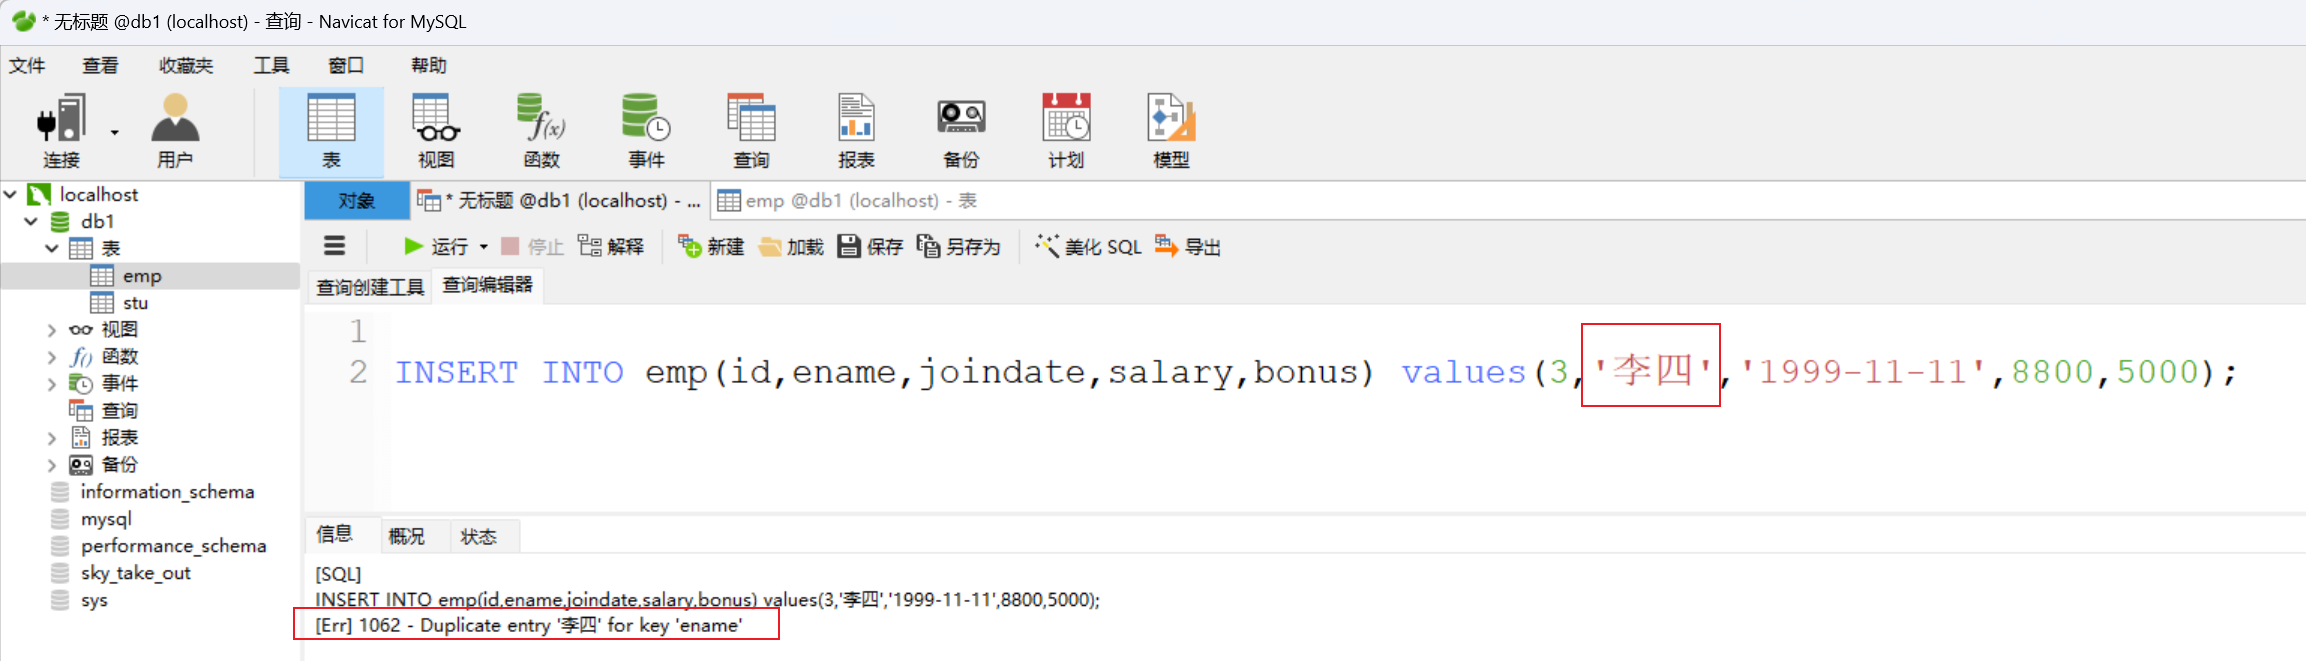 * 无标题 @db1 (localhost) - 查询 - Navicat for MySQL
文件 查看 收藏夹 工具 窗口 帮助
连接 用户 表 视图 函数 事件 查询 报表 备份 计划 模型
localhost
db1
表
emp
stu
视图
函数
事件
查询
报表
备份
information_schema
mysql
performance_schema
sky_take_out
sys
对象 * 无标题 @db1 (localhost) - ... emp @db1 (localhost) - 表
运行 停止 解释 新建 加载 保存 另存为 美化 SQL 导出
查询创建工具 查询编辑器
1
2 INSERT INTO emp(id,ename,joindate,salary,bonus) values(3,'李四','1999-11-11',8800,5000);
信息 概况 状态
[SQL]
INSERT INTO emp(id,ename,joindate,salary,bonus) values(3,'李四','1999-11-11',8800,5000);
[Err] 1062 - Duplicate entry '李四' for key 'ename'